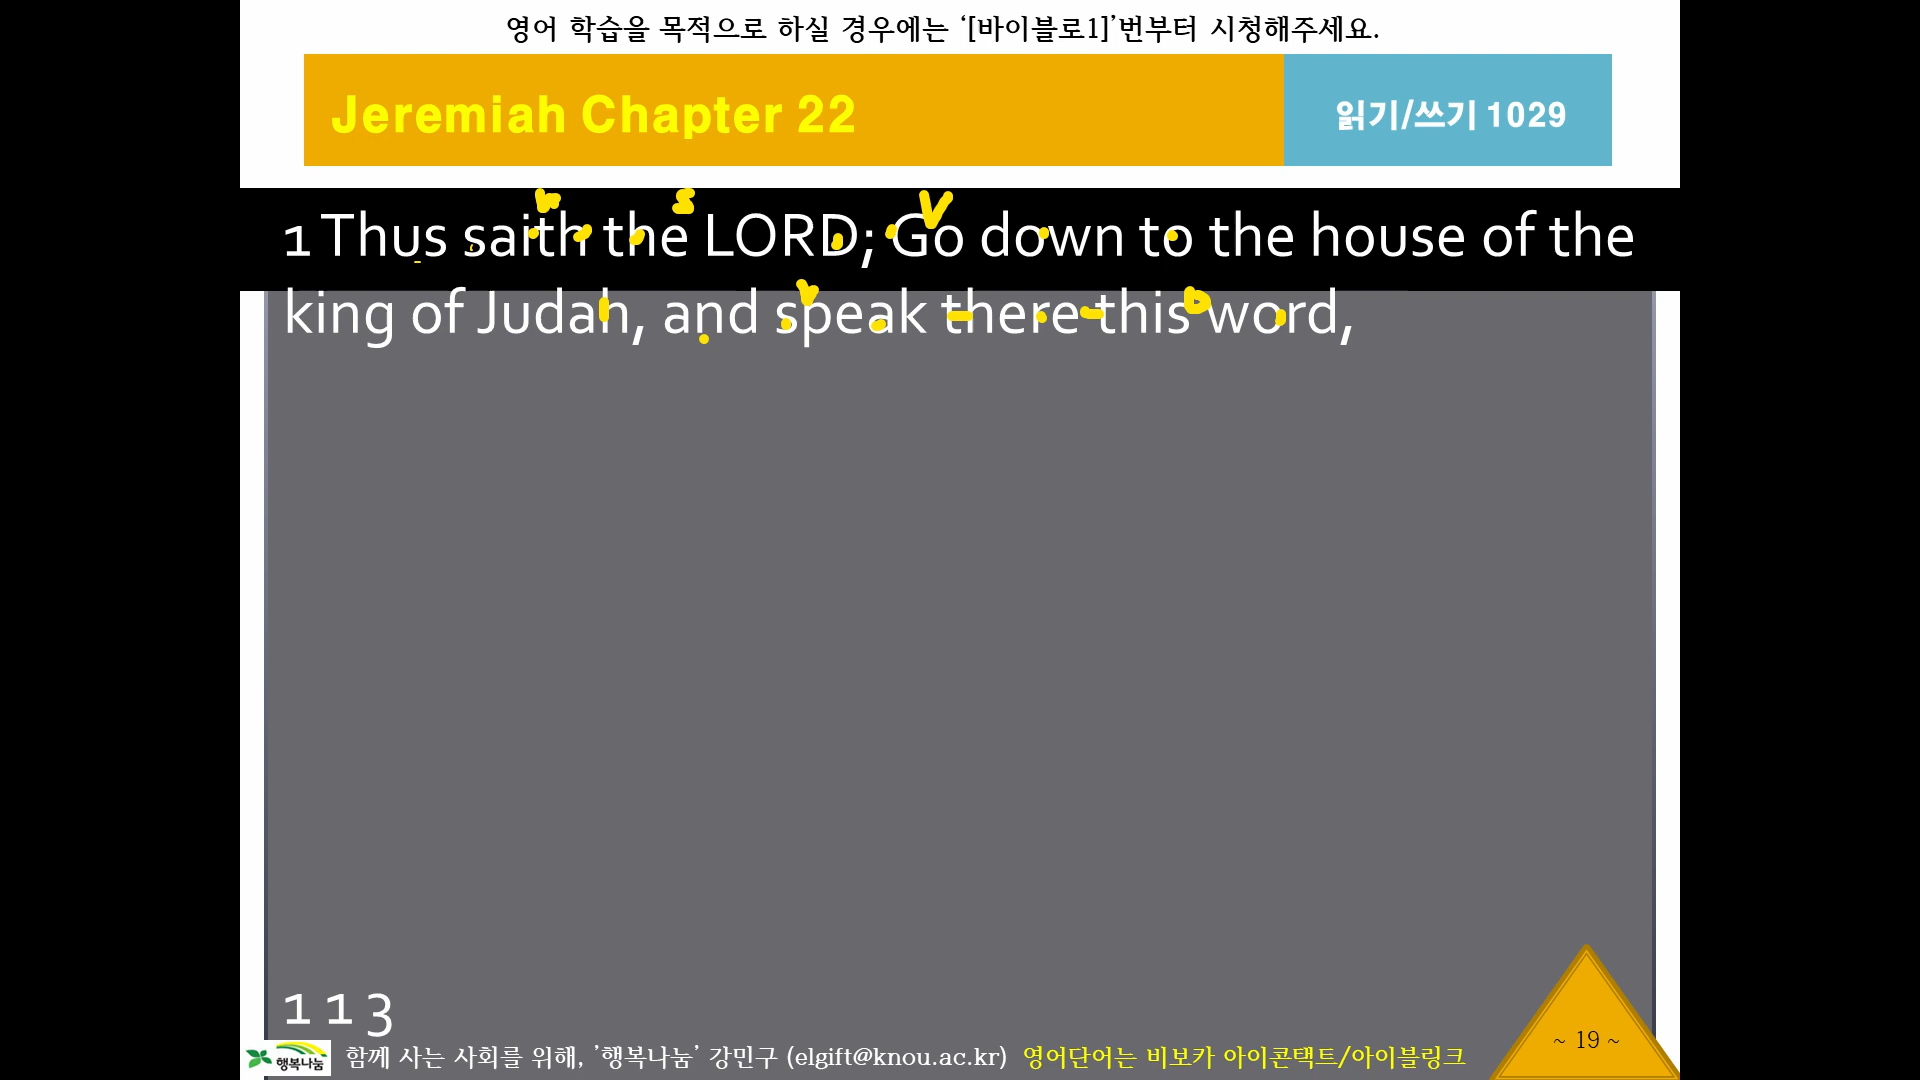 영어 학습을 목적으로 하실 경우에는 ‘[바이블로1]’번부터 시청해주세요.
Jeremiah Chapter 22
읽기/쓰기 1029
1 Thus saith the LORD; Go down to the house of the
king of Judah, and speak there this word,
1 1 3
~ 19 ~
행복나눔 함께 사는 사회를 위해, ’행복나눔’ 강민구 (elgift@knou.ac.kr) 영어단어는 비보카 아이콘택트/아이블링크